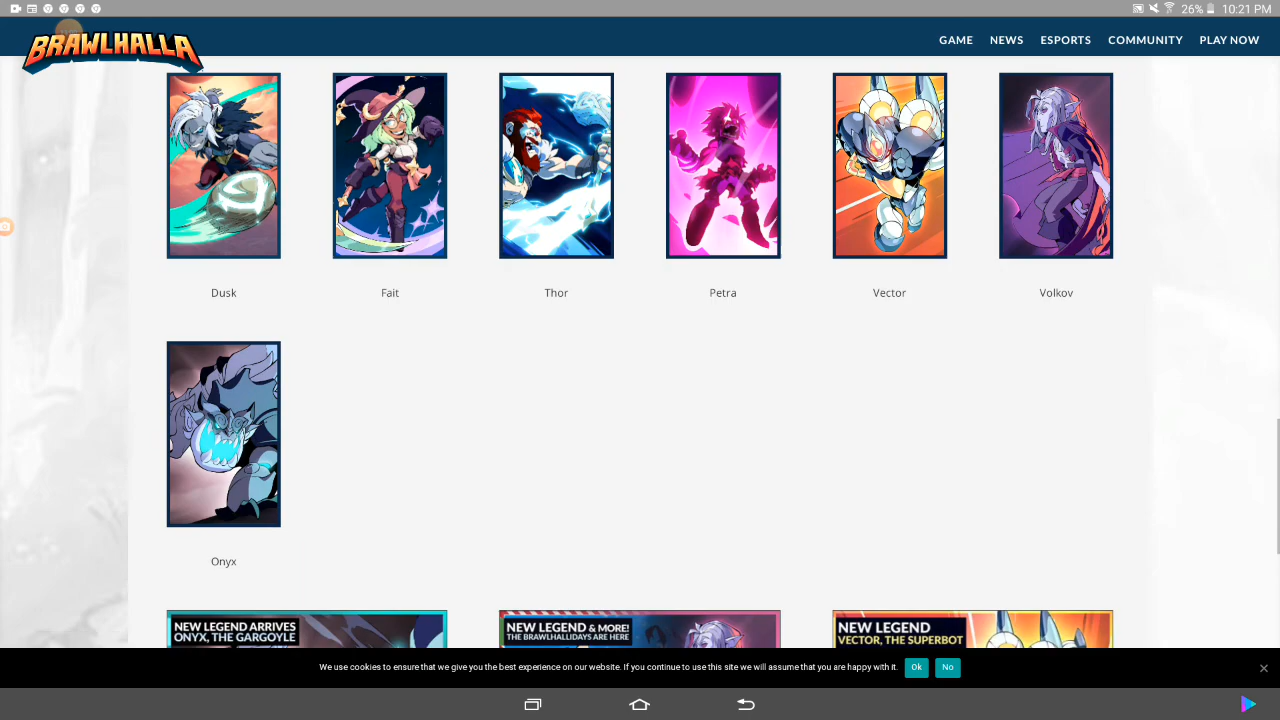 26% 10:21 PM
BRAWLHALLA
GAME NEWS ESPORTS COMMUNITY PLAY NOW
Dusk Fait Thor Petra Vector Volkov
Onyx
NEW LEGEND ARRIVES
ONYX, THE GARGOYLE
NEW LEGEND & MORE!
THE BRAWLHALLIDAYS ARE HERE
NEW LEGEND
VECTOR, THE SUPERBOT
We use cookies to ensure that we give you the best experience on our website. If you continue to use this site we will assume that you are happy with it. Ok No